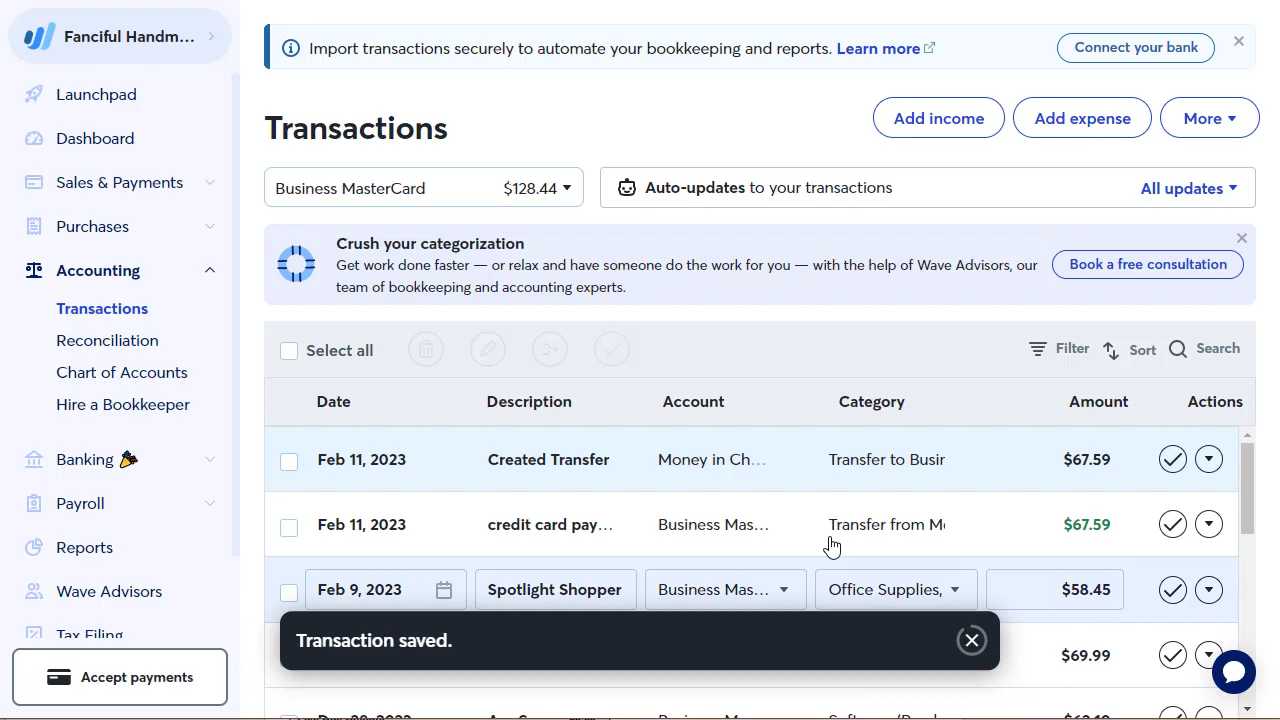 Fanciful Handm...
Launchpad
Dashboard
Sales & Payments
Purchases
Accounting
Transactions
Reconciliation
Chart of Accounts
Hire a Bookkeeper
Banking
Payroll
Reports
Wave Advisors
Tax Filing
Accept payments
Import transactions securely to automate your bookkeeping and reports. Learn more
Connect your bank
Transactions
Add income
Add expense
More
Business MasterCard $128.44
Auto-updates to your transactions
All updates
Crush your categorization
Get work done faster — or relax and have someone do the work for you — with the help of Wave Advisors, our
team of bookkeeping and accounting experts.
Book a free consultation
Select all
Filter
Sort
Search
Date Description Account Category Amount Actions
Feb 11, 2023 Created Transfer Money in Ch... Transfer to Busir $67.59
Feb 11, 2023 credit card pay... Business Mas... Transfer from Mo $67.59
Feb 9, 2023 Spotlight Shopper Business Mas... Office Supplies, $58.45
Transaction saved.
$69.99